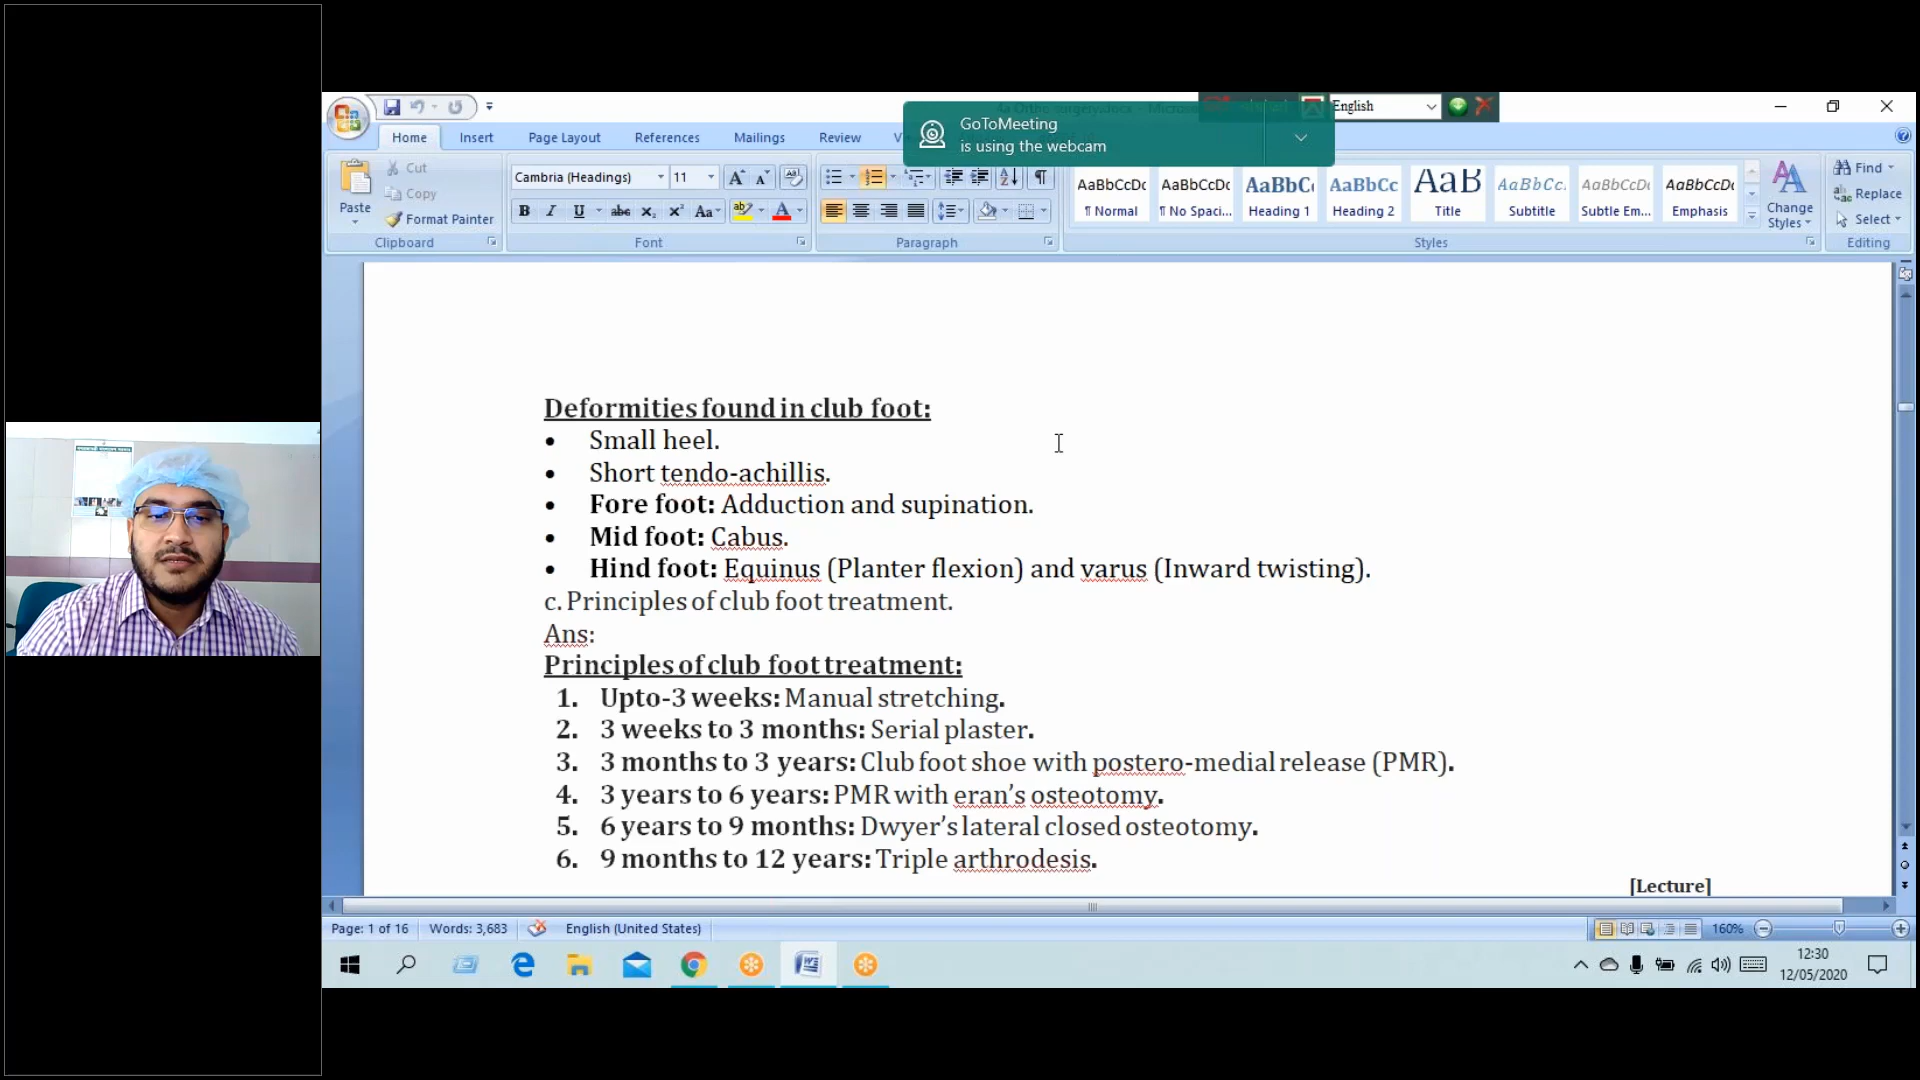 English
GoToMeeting
is using the webcam
Home Insert Page Layout References Mailings Review
Cut
Copy
Paste
Format Painter
Clipboard
Cambria (Headings) 11
Font
Paragraph
AaBbCcDc AaBbCcDc AaBbC AaBbCc AaB AaBbCc. AaBbCcDc AaBbCcDc
¶ Normal ¶ No Spaci... Heading 1 Heading 2 Title Subtitle Subtle Em... Emphasis
Styles
Change
Styles
Find
Replace
Select
Editing
Deformities found in club foot:
• Small heel.
• Short tendo-achillis.
• Fore foot: Adduction and supination.
• Mid foot: Cabus.
• Hind foot: Equinus (Planter flexion) and varus (Inward twisting).
c. Principles of club foot treatment.
Ans:
Principles of club foot treatment:
1. Upto-3 weeks: Manual stretching.
2. 3 weeks to 3 months: Serial plaster.
3. 3 months to 3 years: Club foot shoe with postero-medial release (PMR).
4. 3 years to 6 years: PMR with eran’s osteotomy.
5. 6 years to 9 months: Dwyer’s lateral closed osteotomy.
6. 9 months to 12 years: Triple arthrodesis.
[Lecture]
Page: 1 of 16 Words: 3,683 English (United States) 160%
12:30
12/05/2020